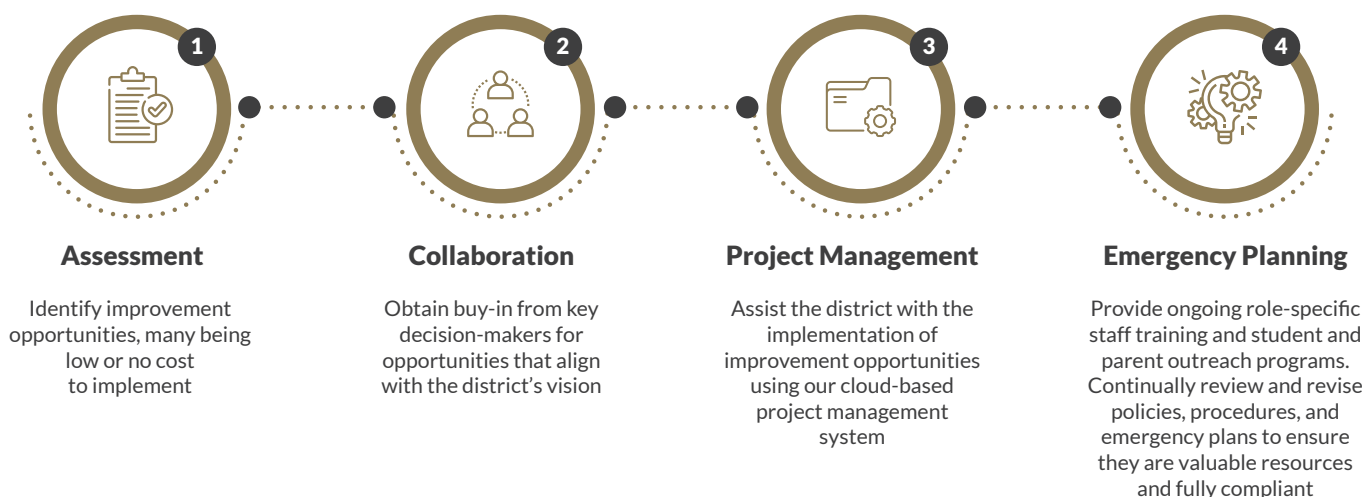 1
Assessment
Identify improvement
opportunities, many being
low or no cost
to implement
2
Collaboration
Obtain buy-in from key
decision-makers for
opportunities that align
with the district’s vision
3
Project Management
Assist the district with the
implementation of
improvement opportunities
using our cloud-based
project management
system
4
Emergency Planning
Provide ongoing role-specific
staff training and student and
parent outreach programs.
Continually review and revise
policies, procedures, and
emergency plans to ensure
they are valuable resources
and fully compliant